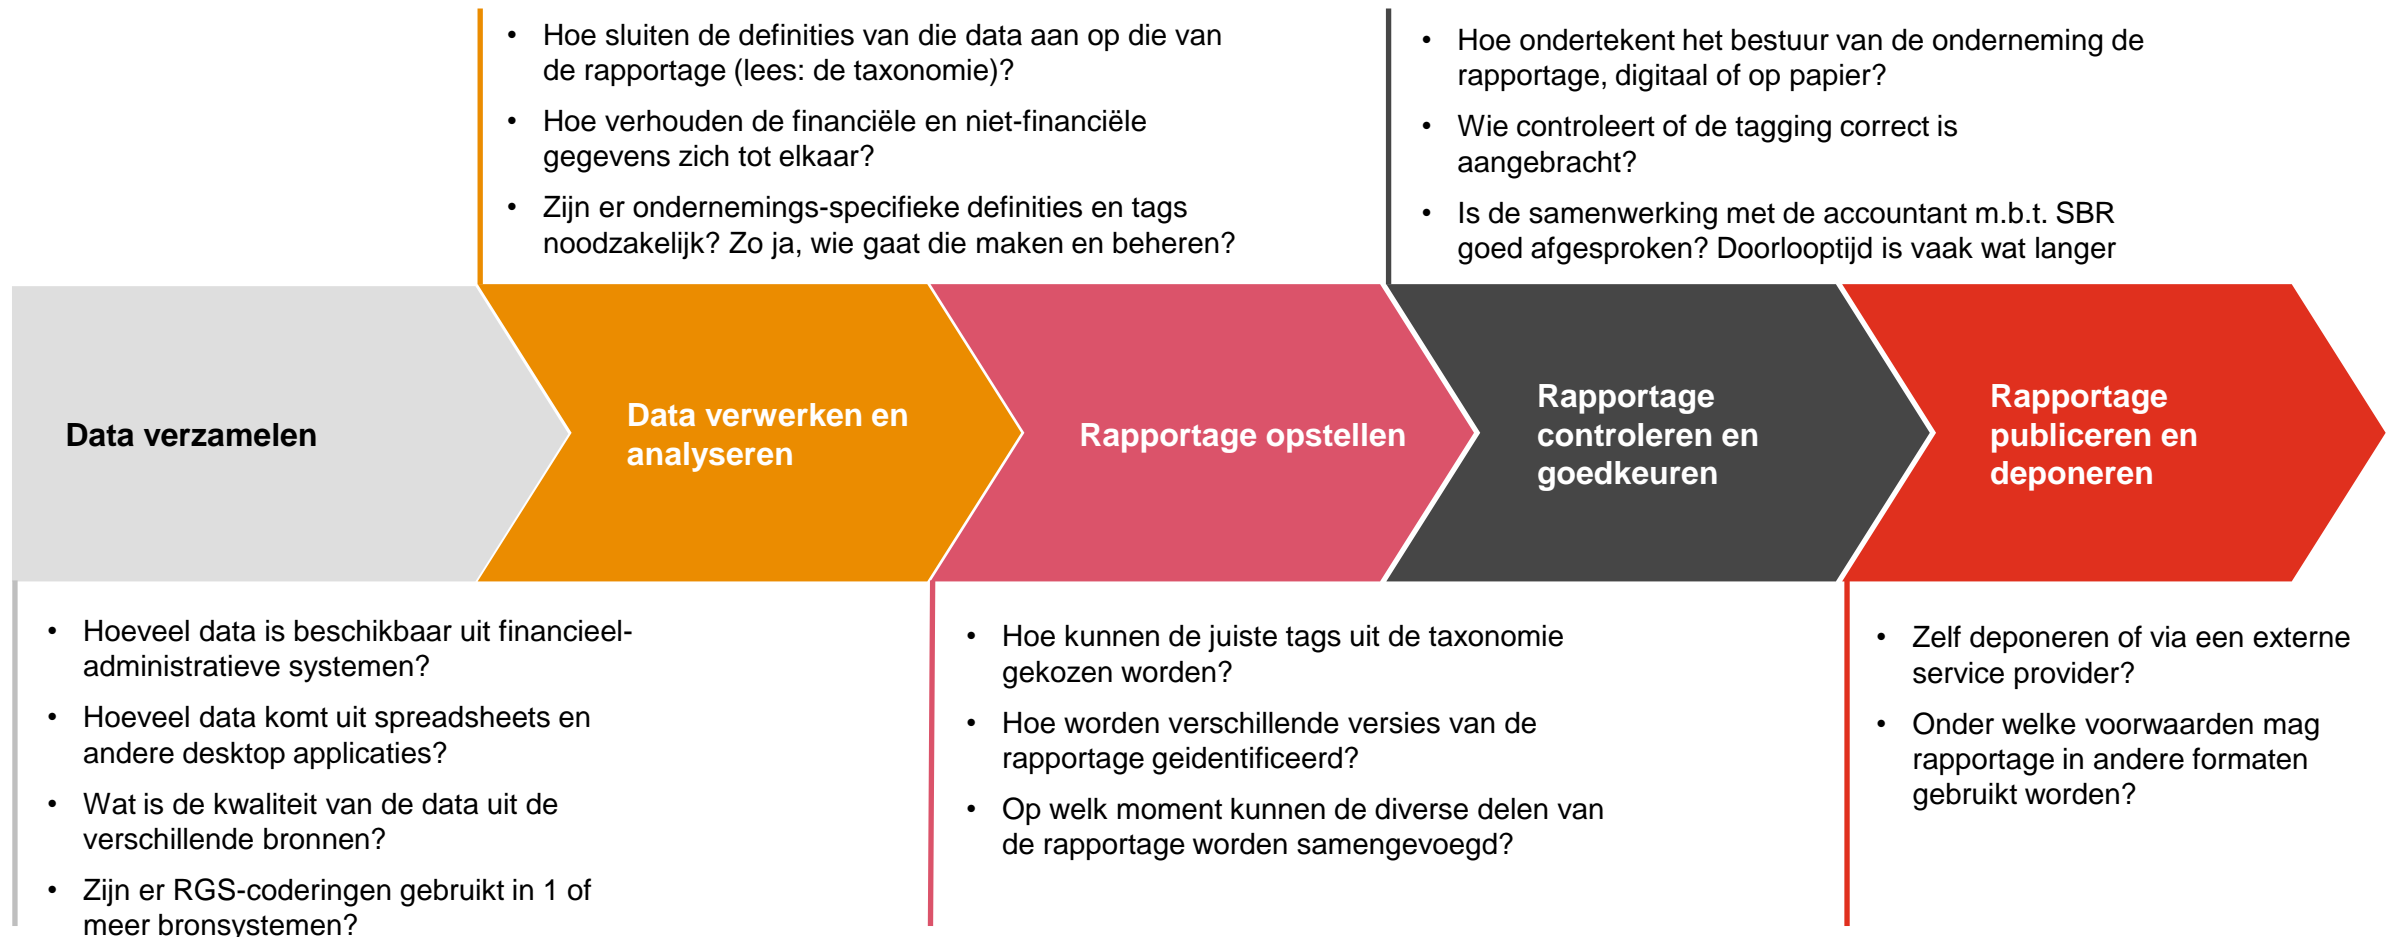 • Hoe sluiten de definities van die data aan op die van
de rapportage (lees: de taxonomie)?
• Hoe verhouden de financiële en niet-financiële
gegevens zich tot elkaar?
• Zijn er ondernemings-specifieke definities en tags
noodzakelijk? Zo ja, wie gaat die maken en beheren?
• Hoe ondertekent het bestuur van de onderneming de
rapportage, digitaal of op papier?
• Wie controleert of de tagging correct is
aangebracht?
• Is de samenwerking met de accountant m.b.t. SBR
goed afgesproken? Doorlooptijd is vaak wat langer
Data verzamelen
Data verwerken en
analyseren
Rapportage opstellen
Rapportage
controleren en
goedkeuren
Rapportage
publiceren en
deponeren
• Hoeveel data is beschikbaar uit financieel-
administratieve systemen?
• Hoeveel data komt uit spreadsheets en
andere desktop applicaties?
• Wat is de kwaliteit van de data uit de
verschillende bronnen?
• Zijn er RGS-coderingen gebruikt in 1 of
meer bronsystemen?
• Hoe kunnen de juiste tags uit de taxonomie
gekozen worden?
• Hoe worden verschillende versies van de
rapportage geidentificeerd?
• Op welk moment kunnen de diverse delen van
de rapportage worden samengevoegd?
• Zelf deponeren of via een externe
service provider?
• Onder welke voorwaarden mag
rapportage in andere formaten
gebruikt worden?